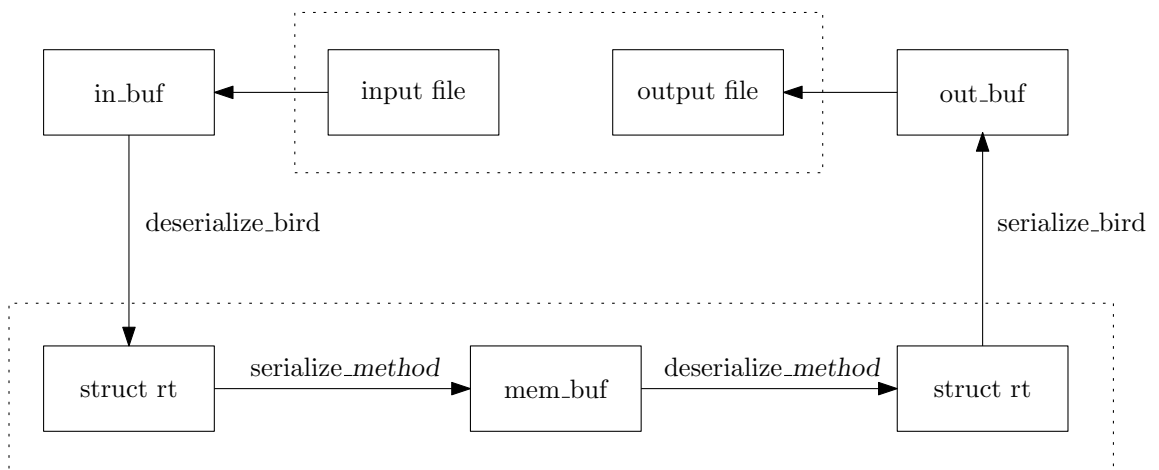 in_buf
input file
output file
out_buf
deserialize_bird
serialize_bird
struct rt
serialize_method
mem_buf
deserialize_method
struct rt